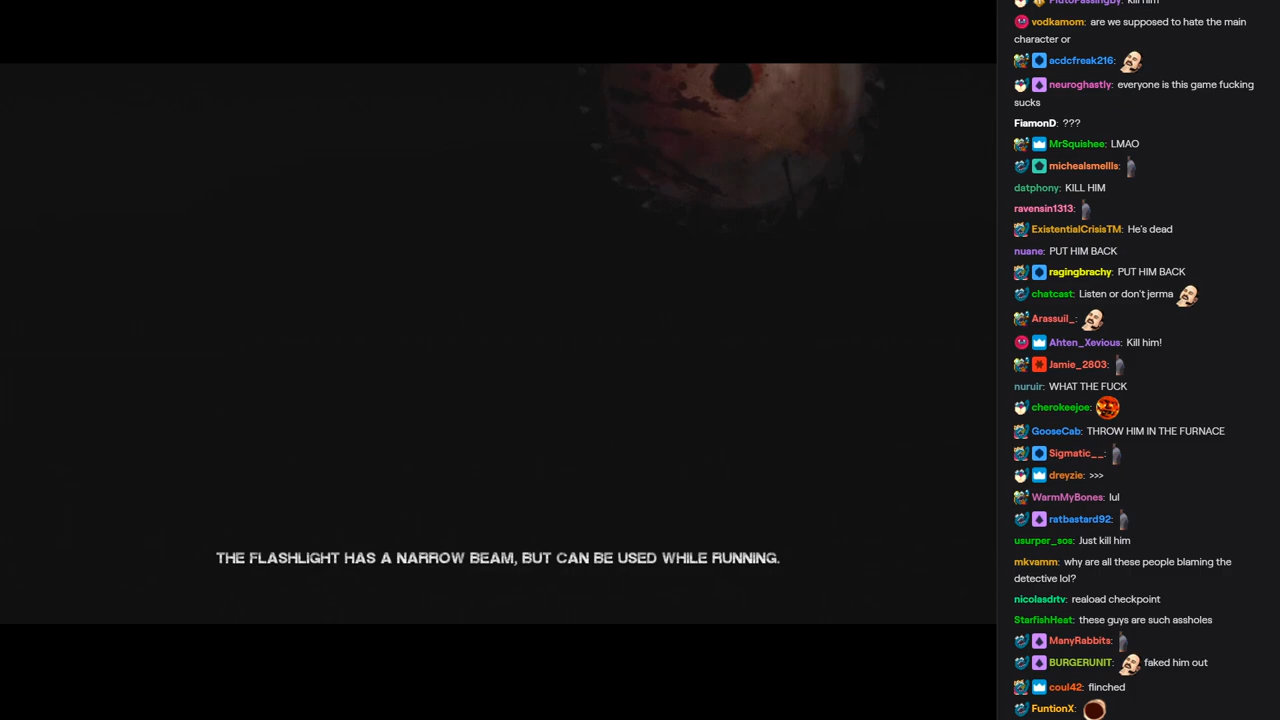 THE FLASHLIGHT HAS A NARROW BEAM, BUT CAN BE USED WHILE RUNNING.
PlutoPassingBy: kill him
vodkamom: are we supposed to hate the main
character or
acdcfreak216:
neuroghastly: everyone is this game fucking
sucks
FiamonD: ???
MrSquishee: LMAO
michealsmellls:
datphony: KILL HIM
ravensin1313:
ExistentialCrisisTM: He's dead
nuane: PUT HIM BACK
ragingbrachy: PUT HIM BACK
chatcast: Listen or don't jerma
Arassuil_:
Ahten_Xevious: Kill him!
Jamie_2803:
nuruir: WHAT THE FUCK
cherokeejoe:
GooseCab: THROW HIM IN THE FURNACE
Sigmatic__:
dreyzie: >>>
WarmMyBones: lul
ratbastard92:
usurper_sos: Just kill him
mkvamm: why are all these people blaming the
detective lol?
nicolasdrtv: reaload checkpoint
StarfishHeat: these guys are such assholes
ManyRabbits:
BURGERUNIT: faked him out
coul42: flinched
FuntionX: